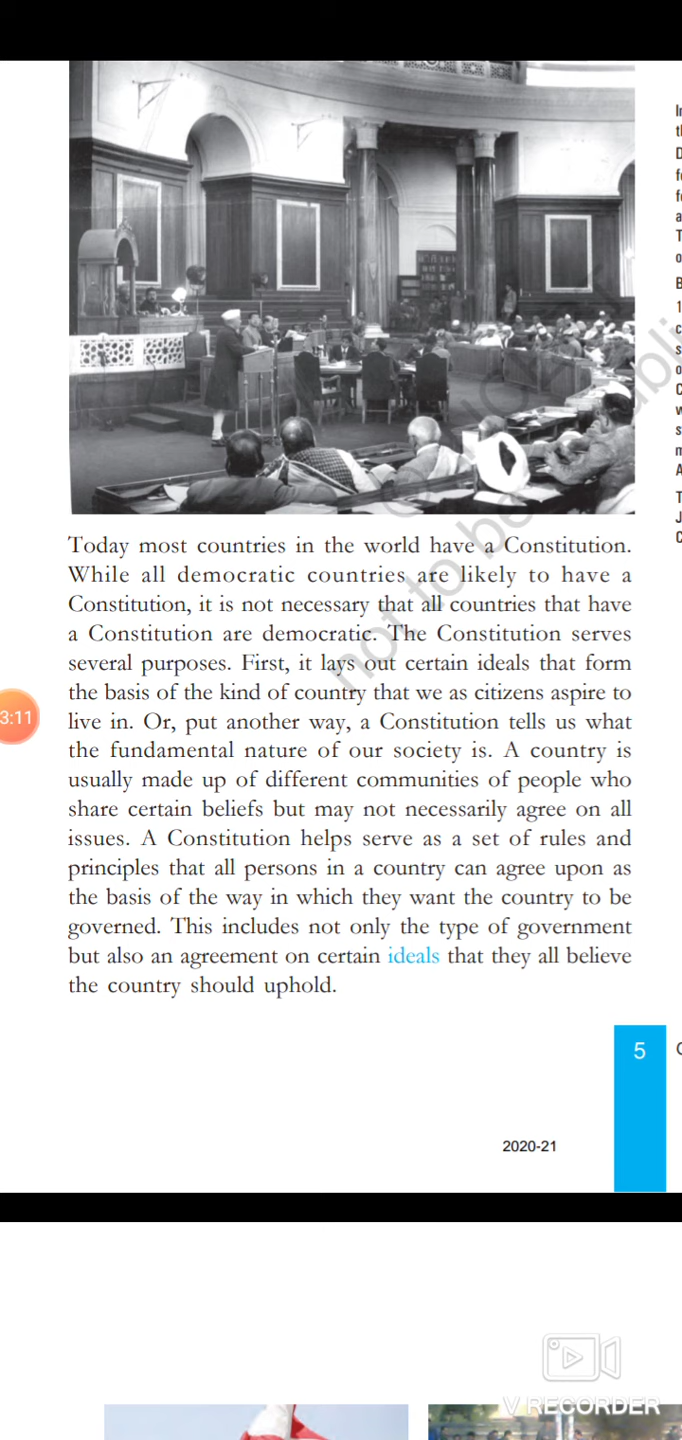 Today most countries in the world have a Constitution.
While all democratic countries are likely to have a
Constitution, it is not necessary that all countries that have
a Constitution are democratic. The Constitution serves
several purposes. First, it lays out certain ideals that form
the basis of the kind of country that we as citizens aspire to
live in. Or, put another way, a Constitution tells us what
the fundamental nature of our society is. A country is
usually made up of different communities of people who
share certain beliefs but may not necessarily agree on all
issues. A Constitution helps serve as a set of rules and
principles that all persons in a country can agree upon as
the basis of the way in which they want the country to be
governed. This includes not only the type of government
but also an agreement on certain ideals that they all believe
the country should uphold.
3:11
5
2020-21
not to be
V RECORDER